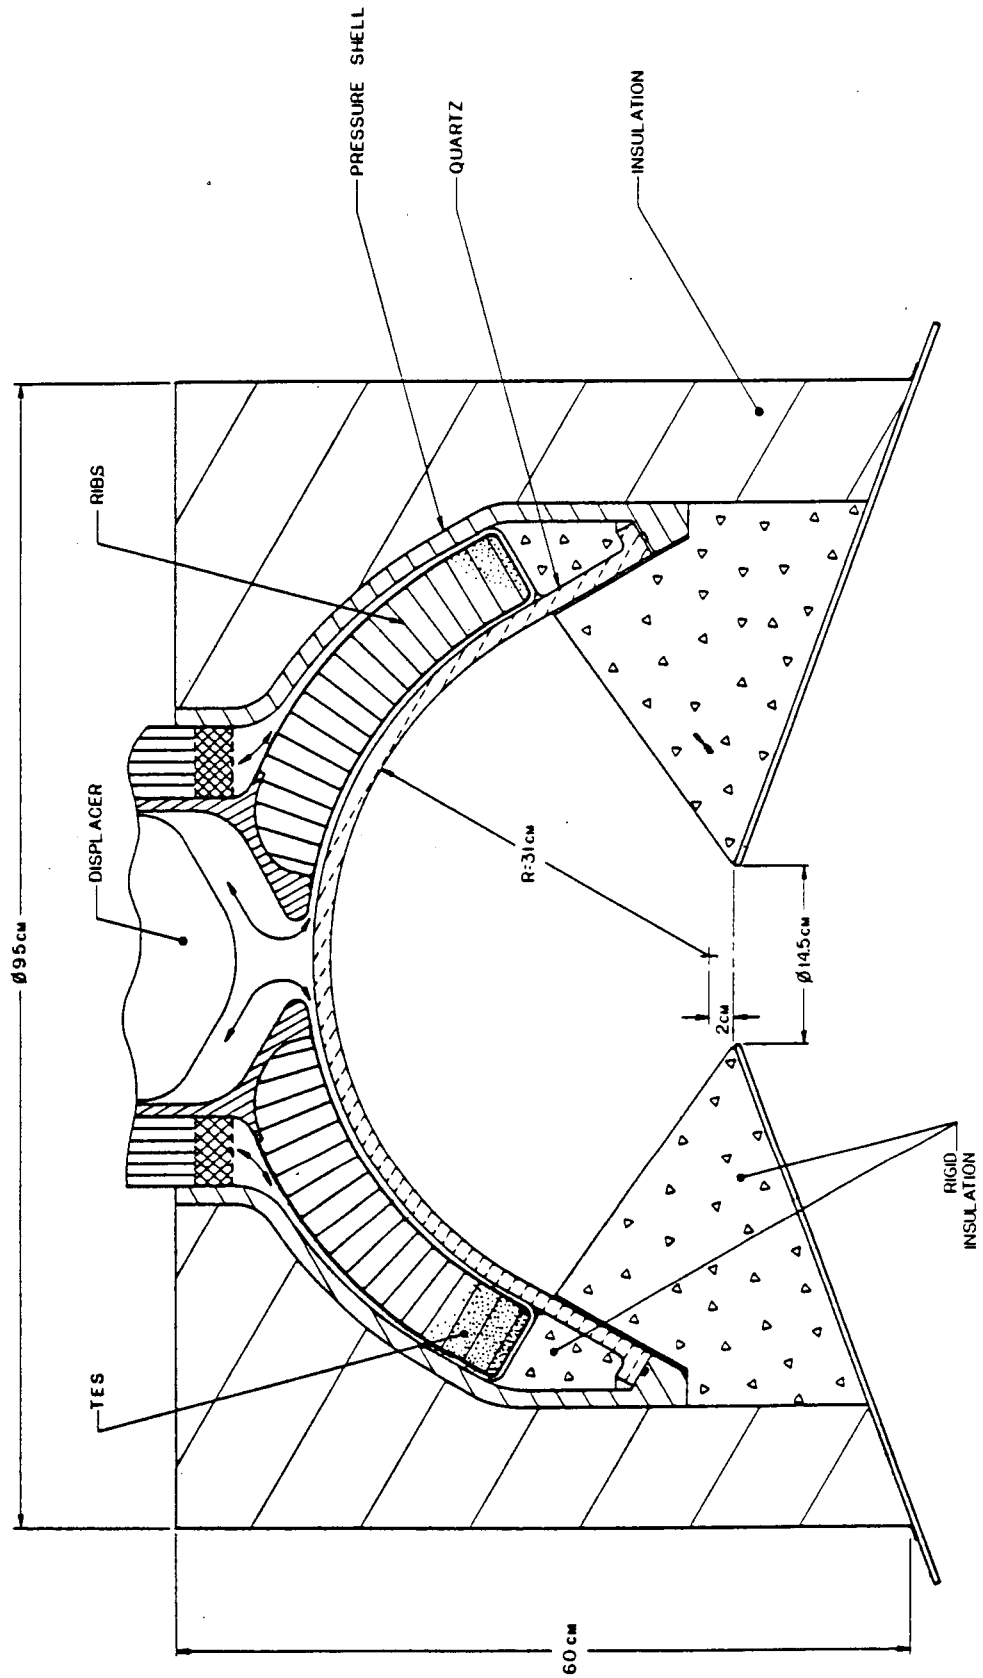 Ø95CM
DISPLACER
RIBS
PRESSURE SHELL
QUARTZ
INSULATION
TES
R=31CM
2CM
Ø14.5CM
RIGID
INSULATION
60CM